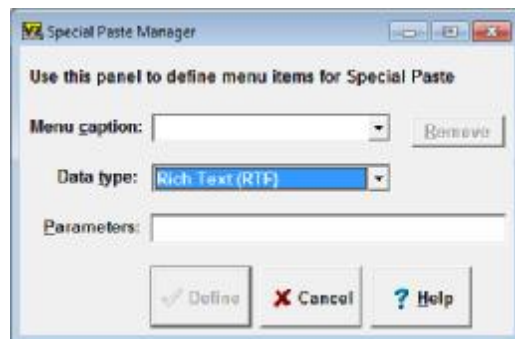 Special Paste Manager
Use this panel to define menu items for Special Paste
Menu caption:
Remove
Data type: Rich Text (RTF)
Parameters:
Define Cancel ? Help